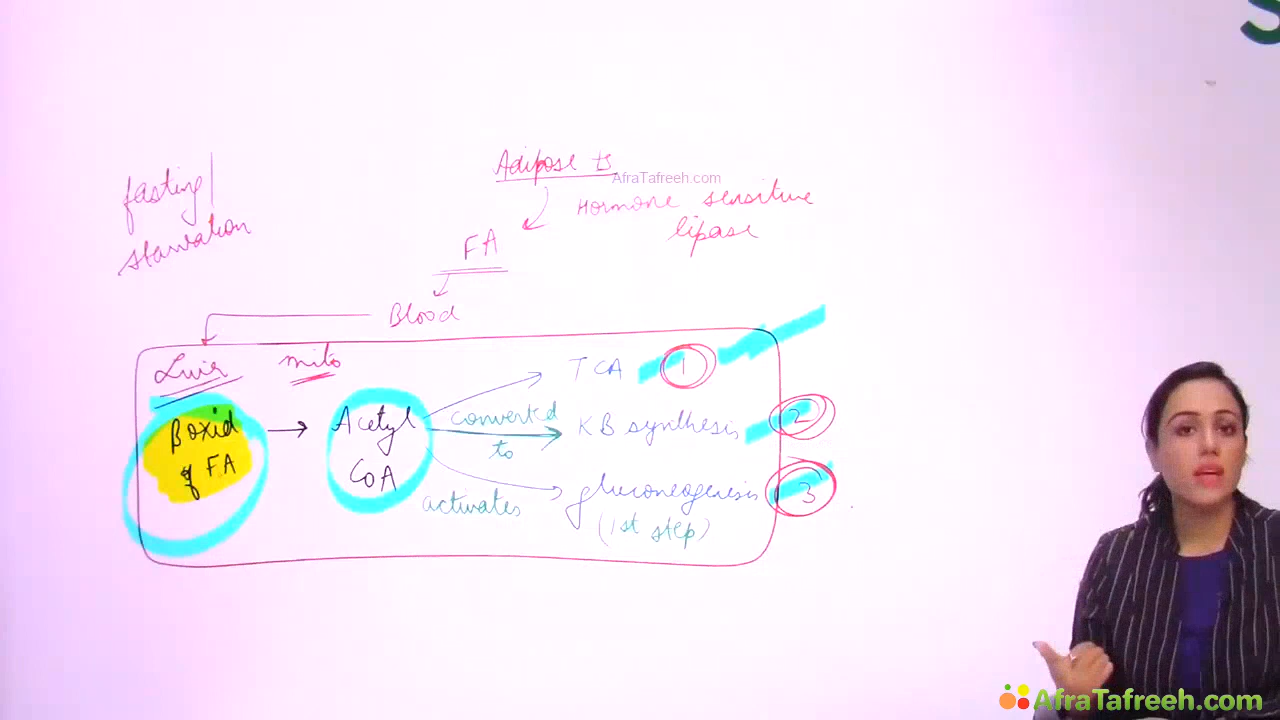 fasting/
starvation
Adipose ts
AfraTafreeh.com
Hormone sensitive
lipase
FA
Blood
Liver mito
β oxid
of FA
Acetyl
CoA
TCA 1
converted
to
KB synthesis 2
activates
gluconeogenesis 3
(1st step)
S
AfraTafreeh.com